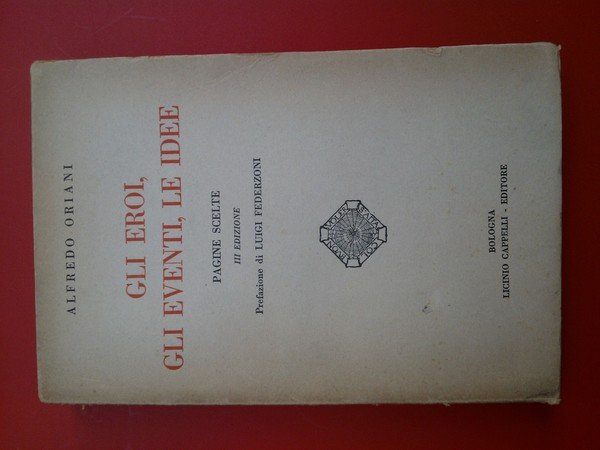 ALFREDO ORIANI
GLI EROI,
GLI EVENTI, LE IDEE
PAGINE SCELTE
III EDIZIONE
Prefazione di LUIGI FEDERZONI
BOLOGNA
LICINIO CAPPELLI - EDITORE